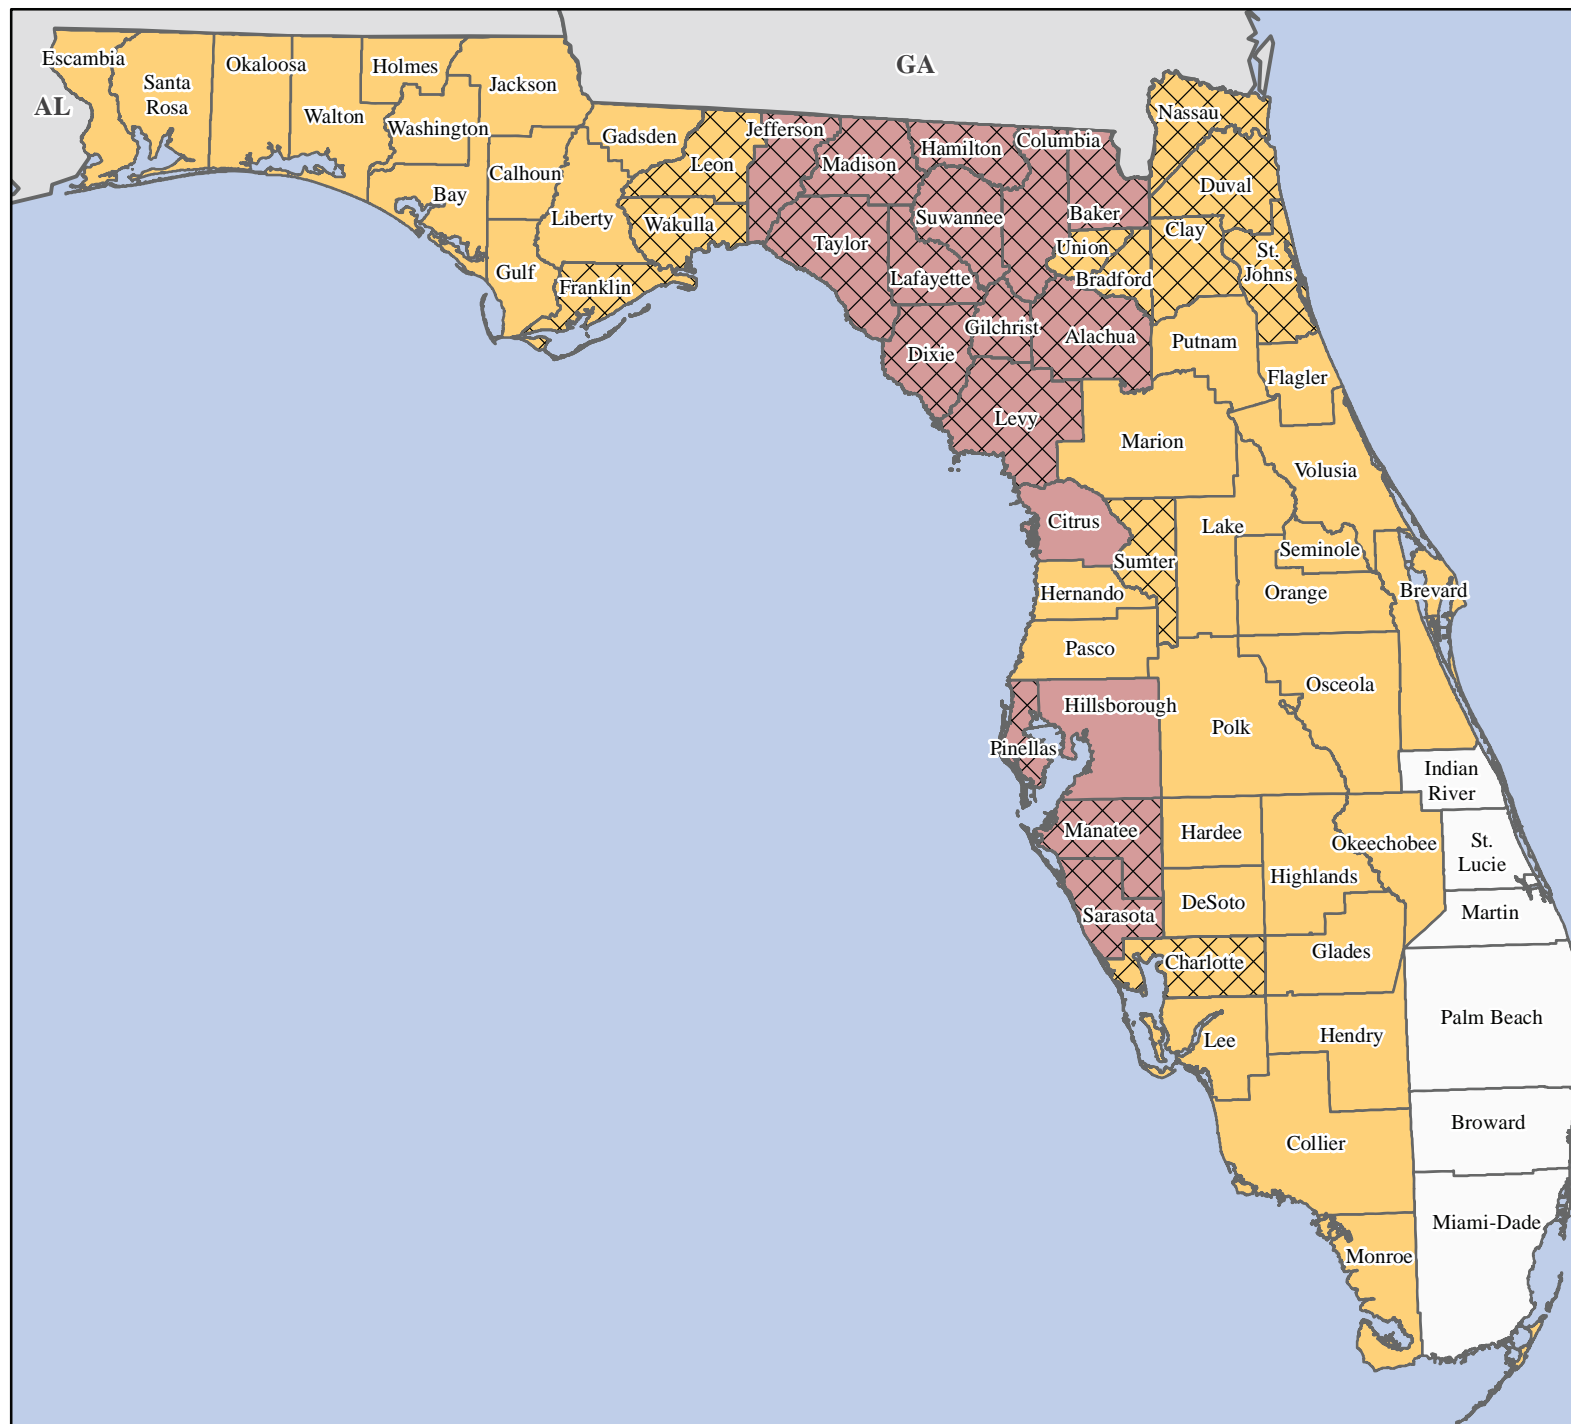 Escambia
Santa
Rosa
Okaloosa
Walton
Holmes
Washington
Jackson
Bay
Calhoun
Gulf
Liberty
Gadsden
Franklin
Leon
Wakulla
AL
GA
Jefferson
Madison
Taylor
Hamilton
Suwannee
Lafayette
Dixie
Columbia
Gilchrist
Levy
Baker
Union
Bradford
Alachua
Nassau
Duval
Clay
St.
Johns
Putnam
Flagler
Marion
Volusia
Citrus
Sumter
Lake
Seminole
Orange
Brevard
Hernando
Pasco
Osceola
Polk
Hillsborough
Pinellas
Indian
River
Manatee
Hardee
Okeechobee
St.
Lucie
Highlands
DeSoto
Sarasota
Martin
Charlotte
Glades
Palm Beach
Lee
Hendry
Broward
Collier
Miami-Dade
Monroe